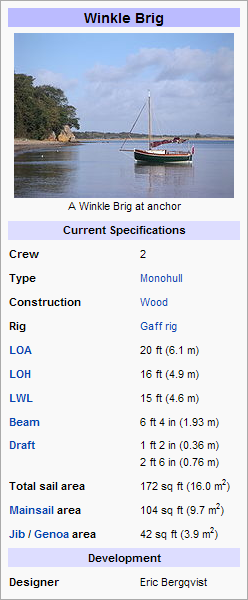 Winkle Brig
A Winkle Brig at anchor
Current Specifications
Crew 2
Type Monohull
Construction Wood
Rig Gaff rig
LOA 20 ft (6.1 m)
LOH 16 ft (4.9 m)
LWL 15 ft (4.6 m)
Beam 6 ft 4 in (1.93 m)
Draft 1 ft 2 in (0.36 m)
2 ft 6 in (0.76 m)
Total sail area 172 sq ft (16.0 m²)
Mainsail area 104 sq ft (9.7 m²)
Jib / Genoa area 42 sq ft (3.9 m²)
Development
Designer Eric Bergqvist